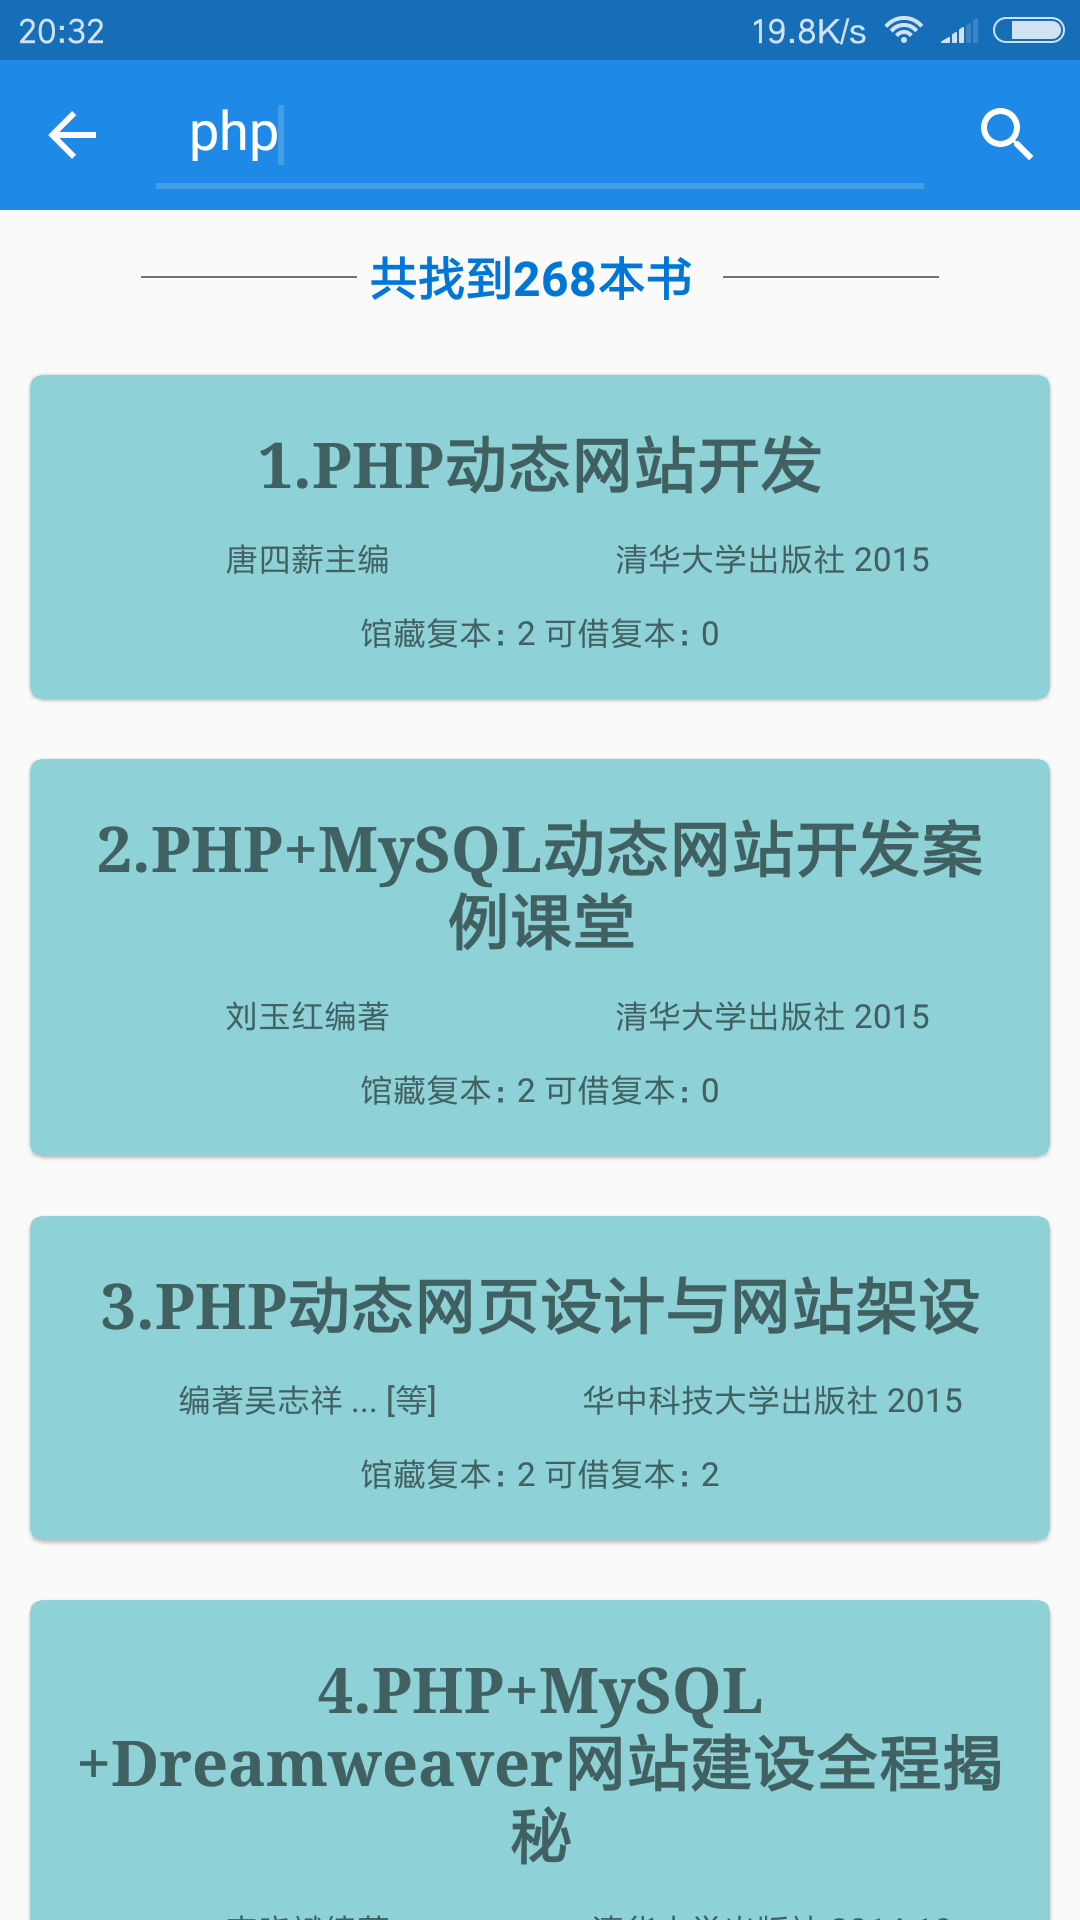 20:32 19.8K/s
php
共找到268本书
1.PHP动态网站开发
唐四薪主编 清华大学出版社 2015
馆藏复本: 2 可借复本: 0
2.PHP+MySQL动态网站开发案
例课堂
刘玉红编著 清华大学出版社 2015
馆藏复本: 2 可借复本: 0
3.PHP动态网页设计与网站架设
编著吴志祥 ... [等] 华中科技大学出版社 2015
馆藏复本: 2 可借复本: 2
4.PHP+MySQL
+Dreamweaver网站建设全程揭
秘